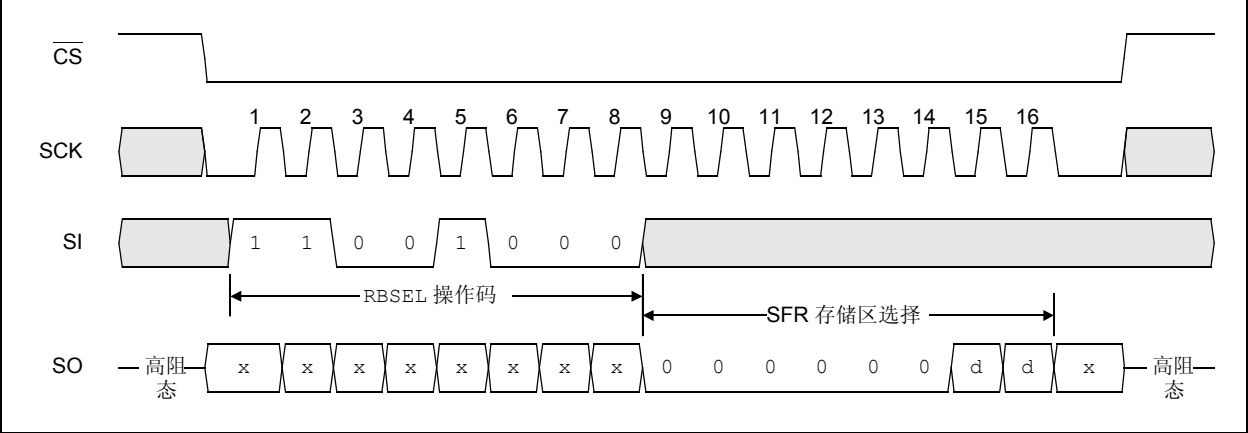 CS
1 2 3 4 5 6 7 8 9 10 11 12 13 14 15 16
SCK
SI 1 1 0 0 1 0 0 0
RBSEL 操作码
SFR 存储区选择
SO 高阻态 x x x x x x x x 0 0 0 0 0 0 d d x 高阻态